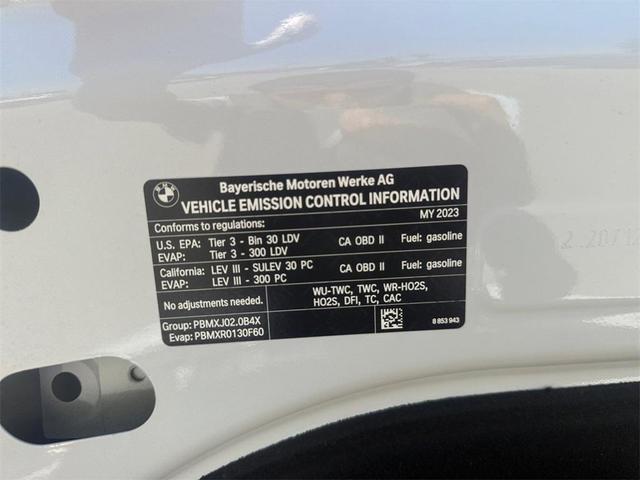 BMW
Bayerische Motoren Werke AG
VEHICLE EMISSION CONTROL INFORMATION
Conforms to regulations: MY 2023
U.S. EPA: Tier 3 - Bin 30 LDV CA OBD II Fuel: gasoline
EVAP: Tier 3 - 300 LDV
California: LEV III - SULEV 30 PC CA OBD II Fuel: gasoline
EVAP: LEV III - 300 PC
No adjustments needed.
WU-TWC, TWC, WR-HO2S,
HO2S, DFI, TC, CAC
Group: PBMXJ02.0B4X
Evap: PBMXR0130F60
8 853 943